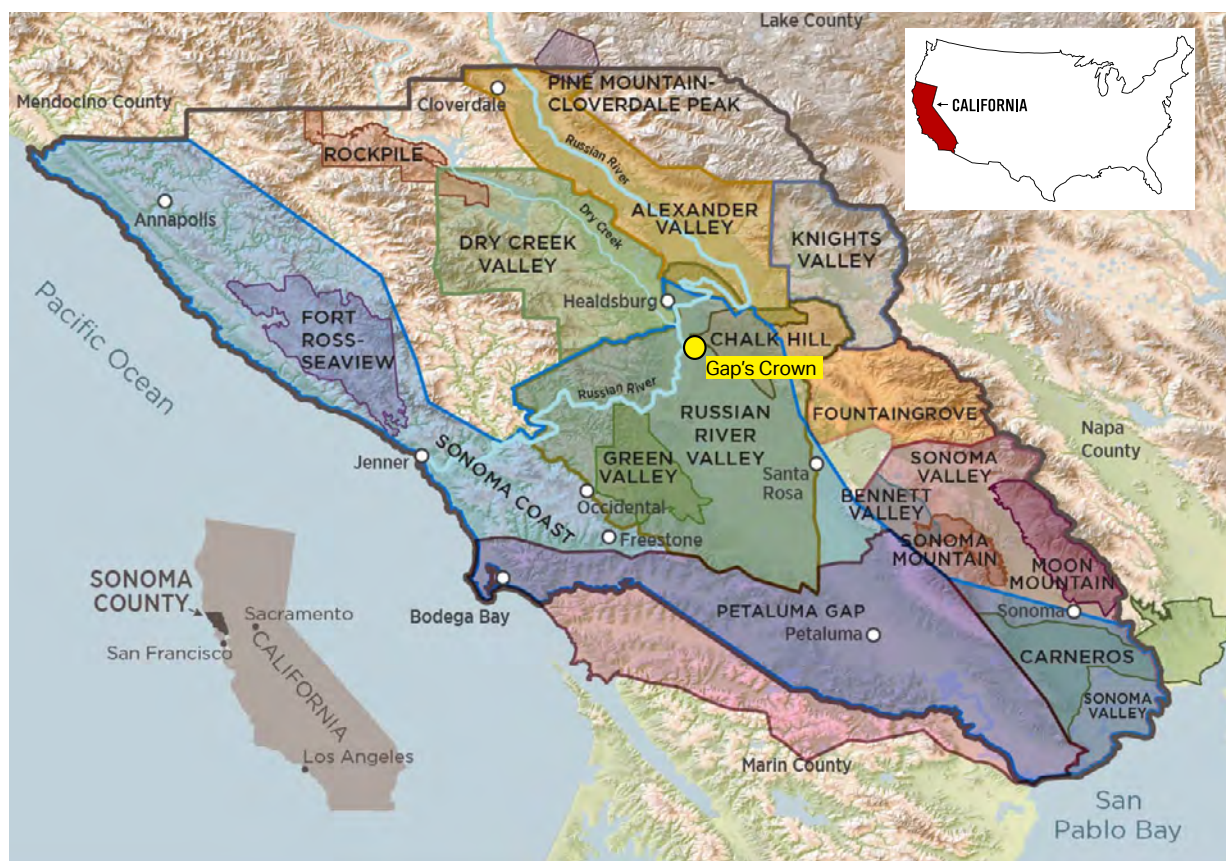 Lake County
Mendocino County
Cloverdale
PINE MOUNTAIN-
CLOVERDALE PEAK
CALIFORNIA
ROCKPILE
Russian River
Annapolis
Dry Creek
ALEXANDER
VALLEY
KNIGHTS
VALLEY
DRY CREEK
VALLEY
Healdsburg
Pacific Ocean
FORT
ROSS-
SEAVIEW
CHALK HILL
Gap's Crown
Russian River
FOUNTAINGROVE
RUSSIAN
RIVER
VALLEY
Napa
County
Jenner
SONOMA COAST
GREEN
VALLEY
Santa
Rosa
SONOMA
VALLEY
Occidental
BENNETT
VALLEY
Freestone
SONOMA
MOUNTAIN
MOON
MOUNTAIN
SONOMA
COUNTY
Sacramento
San Francisco
CALIFORNIA
Los Angeles
Bodega Bay
PETALUMA GAP
Petaluma
Sonoma
CARNEROS
SONOMA
VALLEY
Marin County
San
Pablo Bay